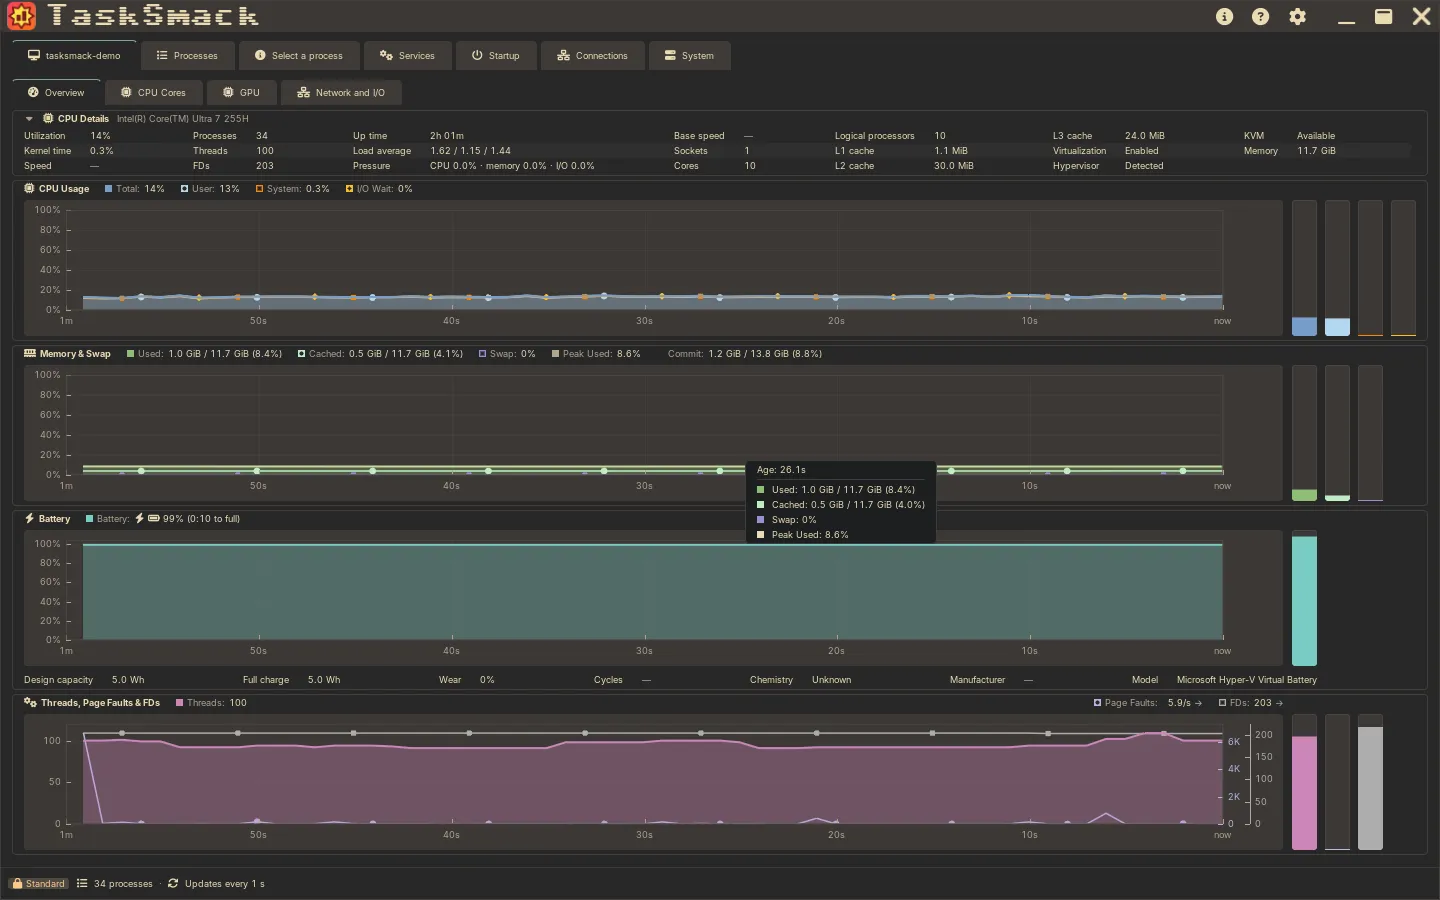 TaskSmack
tasksmack-demo Processes Select a process Services Startup Connections System
Overview CPU Cores GPU Network and I/O
CPU Details Intel(R) Core(TM) Ultra 7 255H
Utilization 14% Processes 34 Up time 2h 01m Base speed — Logical processors 10 L3 cache 24.0 MiB KVM Available
Kernel time 0.3% Threads 100 Load average 1.62 / 1.15 / 1.44 Sockets 1 L1 cache 1.1 MiB Virtualization Enabled Memory 11.7 GiB
Speed — FDs 203 Pressure CPU 0.0% · memory 0.0% · I/O 0.0% Cores 10 L2 cache 30.0 MiB Hypervisor Detected
CPU Usage Total: 14% User: 13% System: 0.3% I/O Wait: 0%
100%
80%
60%
40%
20%
0%
1m 50s 40s 30s 20s 10s now
Memory & Swap Used: 1.0 GiB / 11.7 GiB (8.4%) Cached: 0.5 GiB / 11.7 GiB (4.1%) Swap: 0% Peak Used: 8.6% Commit: 1.2 GiB / 13.8 GiB (8.8%)
100%
80%
60%
40%
20%
0%
1m 50s 40s 30s 20s 10s now
Age: 26.1s
Used: 1.0 GiB / 11.7 GiB (8.4%)
Cached: 0.5 GiB / 11.7 GiB (4.0%)
Swap: 0%
Peak Used: 8.6%
Battery Battery: 99% (0:10 to full)
100%
80%
60%
40%
20%
0%
1m 50s 40s 30s 20s 10s now
Design capacity 5.0 Wh Full charge 5.0 Wh Wear 0% Cycles — Chemistry Unknown Manufacturer — Model Microsoft Hyper-V Virtual Battery
Threads, Page Faults & FDs Threads: 100 Page Faults: 5.9/s → FDs: 203 →
100 6K 200
4K 150
50 100
2K 50
0 0 0
1m 50s 40s 30s 20s 10s now
Standard 34 processes · Updates every 1 s